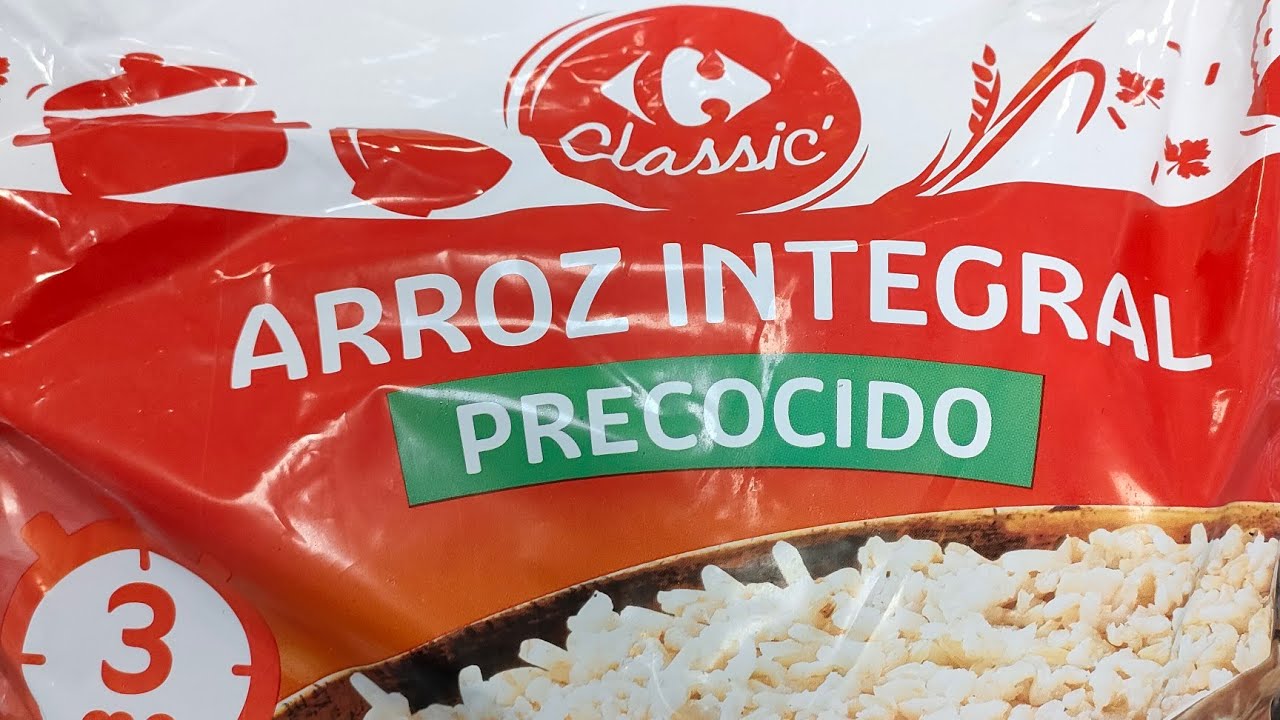 Classic'
ARROZ INTEGRAL
PRECOCIDO
3